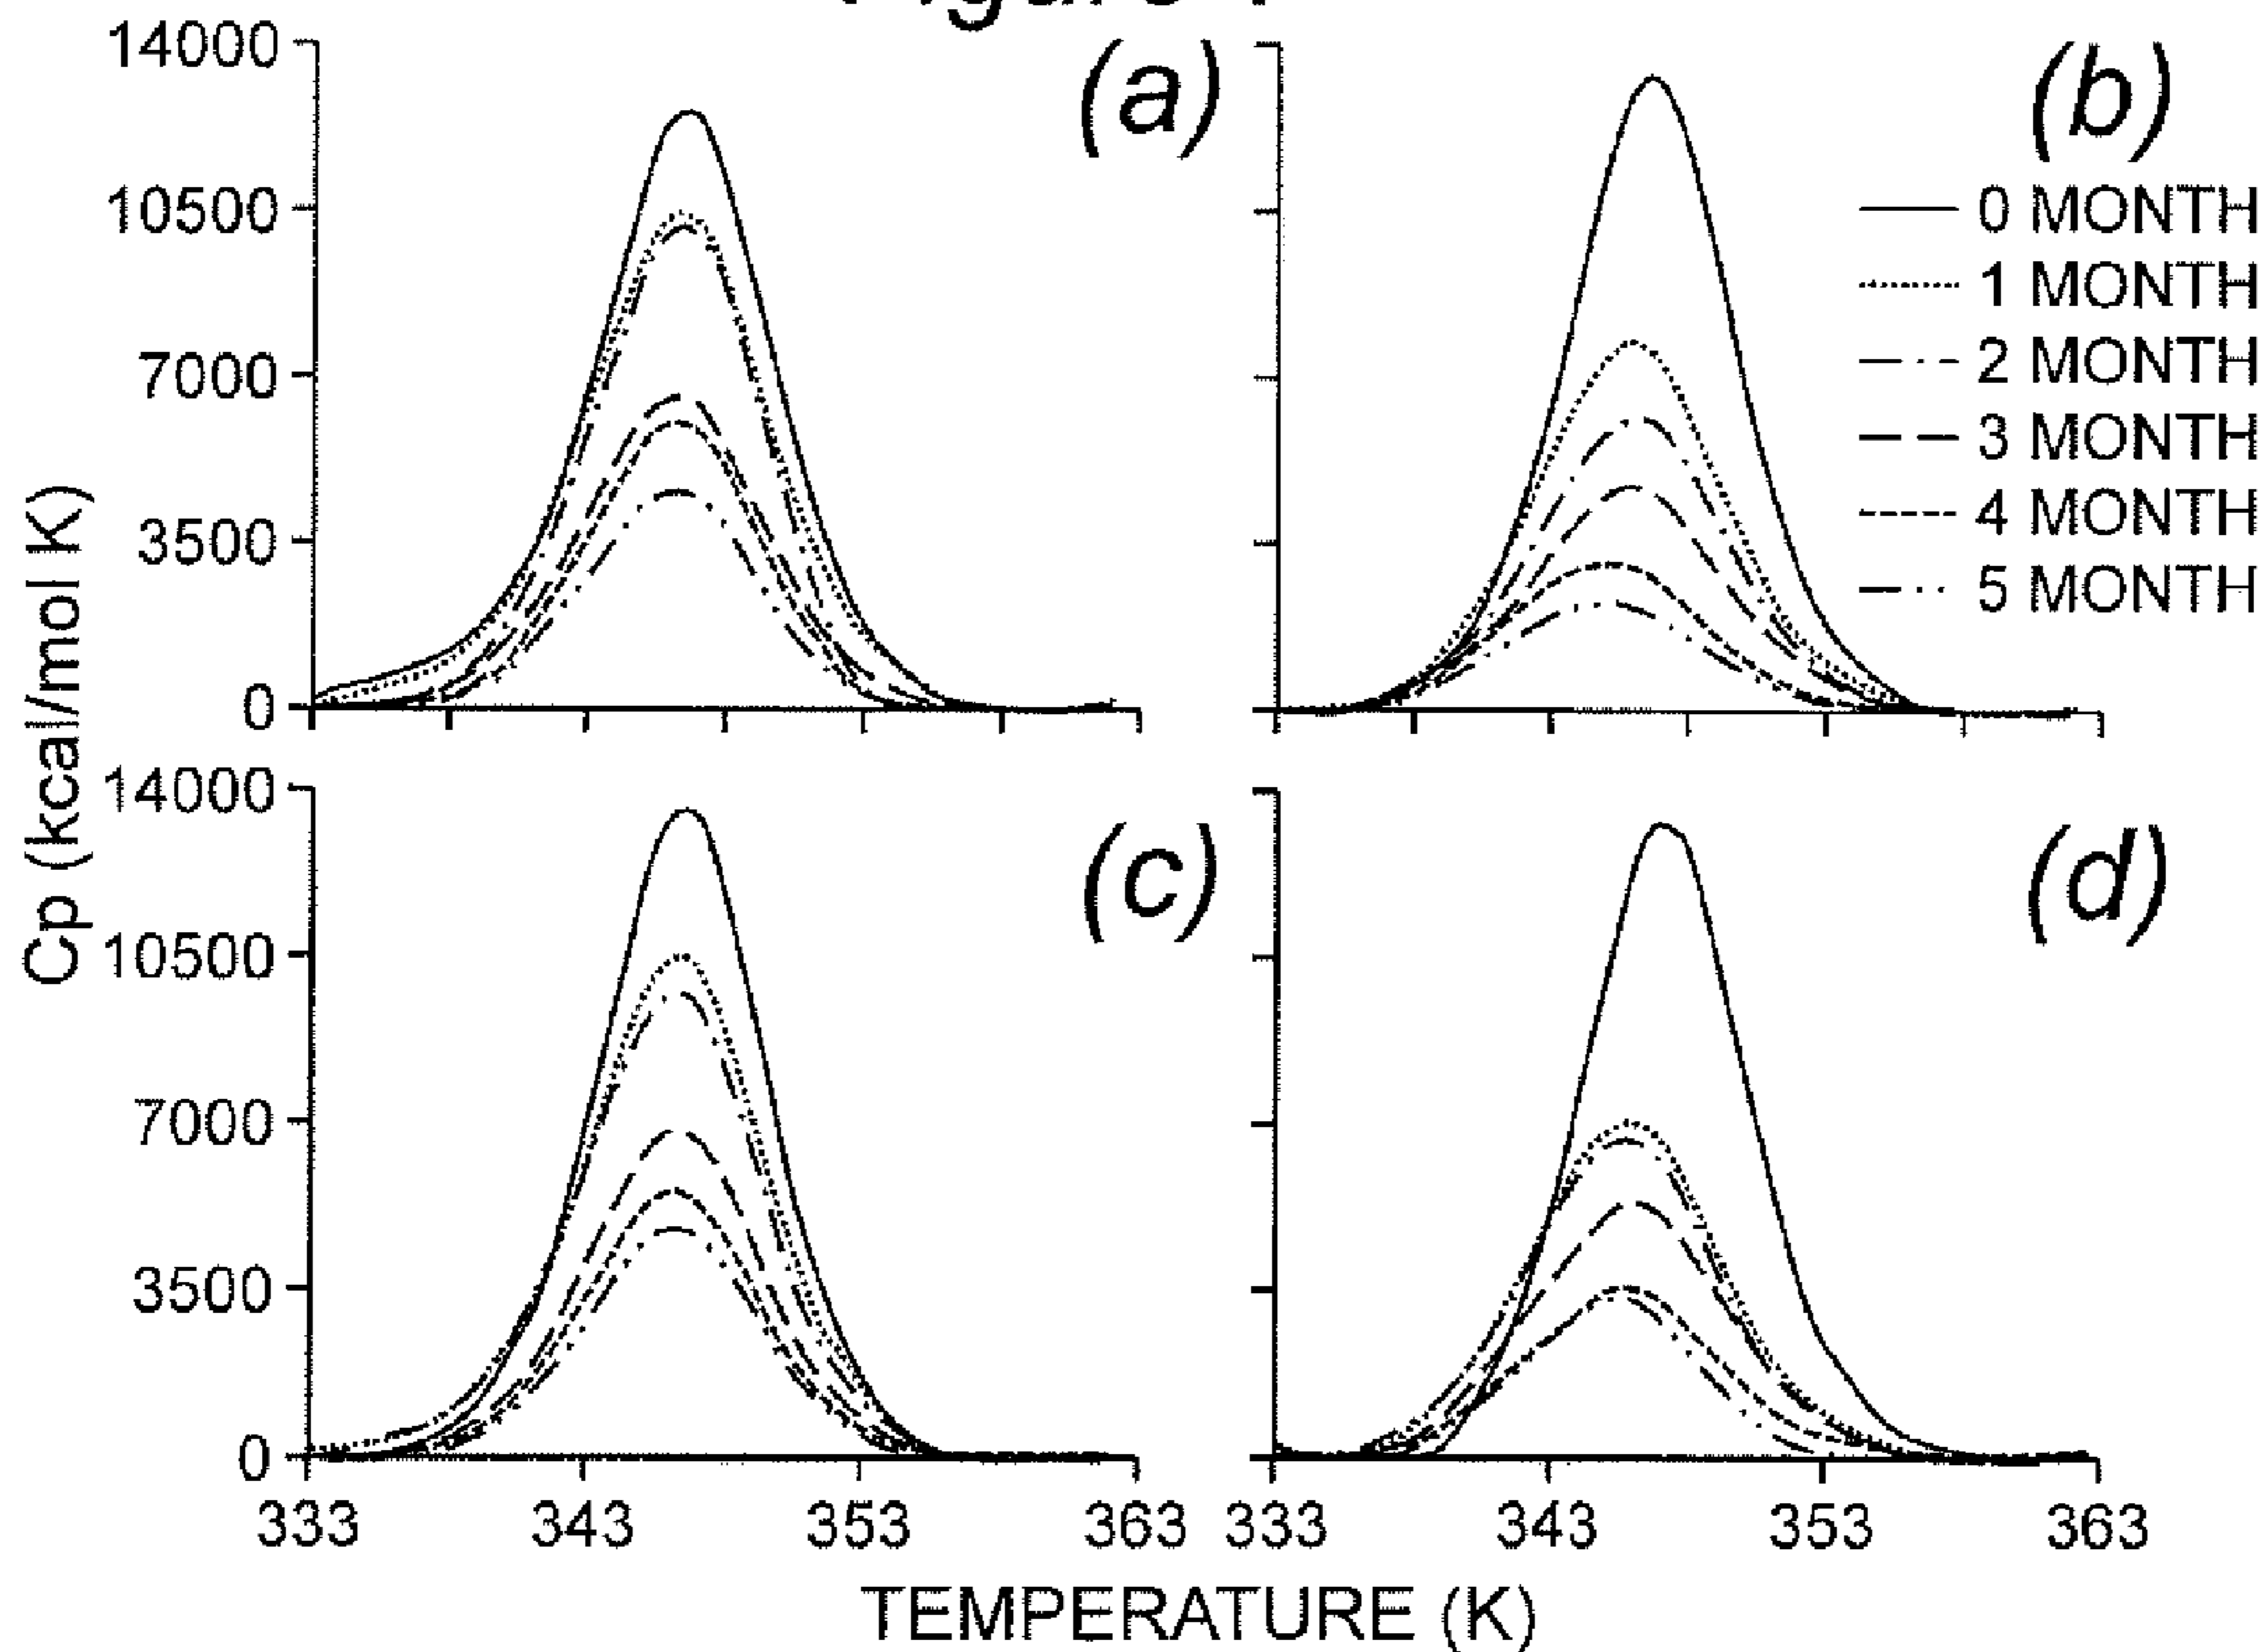 14000
10500
7000
3500
0
(a)
(b)
0 MONTH
1 MONTH
2 MONTH
3 MONTH
4 MONTH
5 MONTH
Cp (kcal/mol K)
14000
10500
7000
3500
0
(c)
(d)
333 343 353 363 333 343 353 363
TEMPERATURE (K)